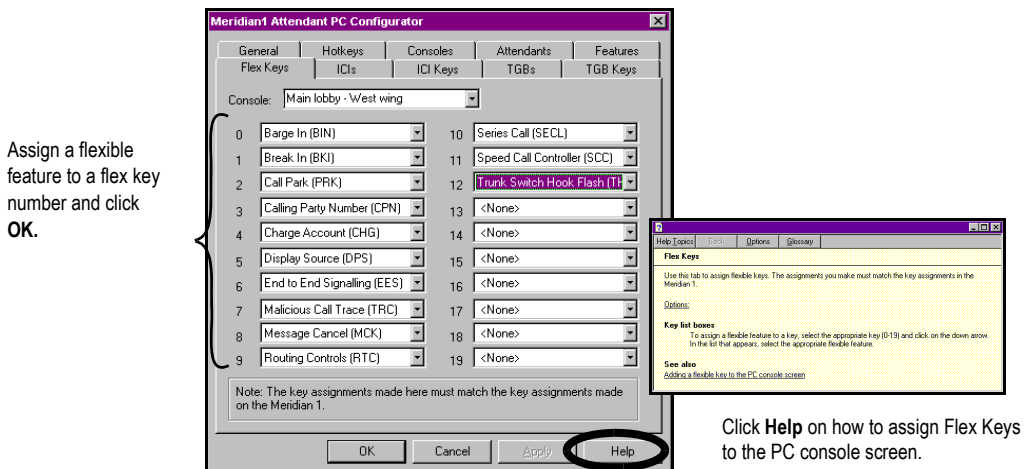 Meridian1 Attendant PC Configurator
General Hotkeys Consoles Attendants Features
Flex Keys ICIs ICI Keys TGBs TGB Keys
Console: Main lobby - West wing
Assign a flexible
feature to a flex key
number and click
OK.
0 Barge In (BIN) 10 Series Call (SECL)
1 Break In (BKI) 11 Speed Call Controller (SCC)
2 Call Park (PRK) 12 Trunk Switch Hook Flash (TH
3 Calling Party Number (CPN) 13 <None>
4 Charge Account (CHG) 14 <None>
5 Display Source (DPS) 15 <None>
6 End to End Signalling (EES) 16 <None>
7 Malicious Call Trace (TRC) 17 <None>
8 Message Cancel (MCK) 18 <None>
9 Routing Controls (RTC) 19 <None>
Note: The key assignments made here must match the key assignments made
on the Meridian 1.
OK Cancel Apply Help
?
Help Topics Back Options Glossary
Flex Keys
Use this tab to assign flexible keys. The assignments you make must match the key assignments in the
Meridian 1.
Options:
Key list boxes
To assign a flexible feature to a key, select the appropriate key (0-19) and click on the down arrow.
In the list that appears, select the appropriate flexible feature.
See also
Adding a flexible key to the PC console screen
Click Help on how to assign Flex Keys
to the PC console screen.